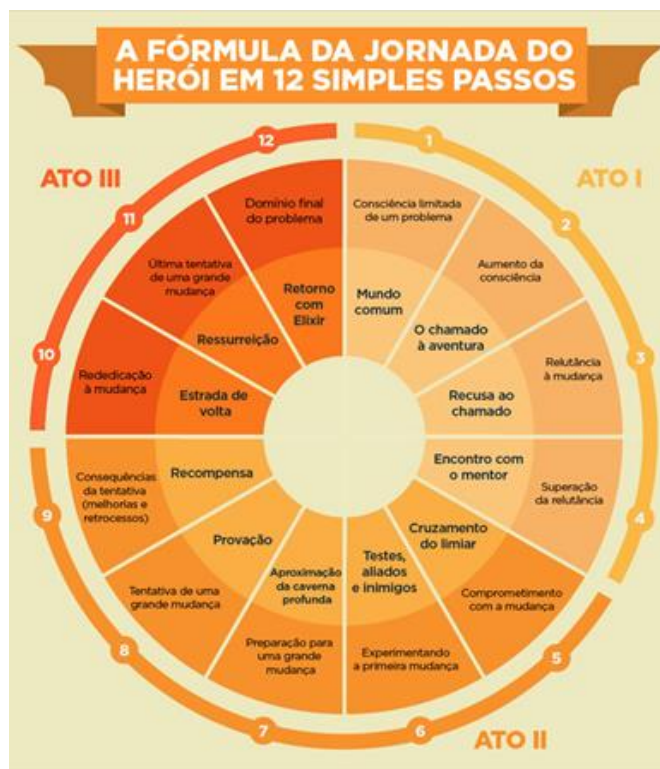 A FÓRMULA DA JORNADA DO
HERÓI EM 12 SIMPLES PASSOS
ATO I
1
Consciência limitada
de um problema
Mundo
comum
2
Aumento da
consciência
O chamado
à aventura
3
Relutância
à mudança
Recusa ao
chamado
4
Superação
da relutância
Encontro com
o mentor
ATO II
5
Comprometimento
com a mudança
Cruzamento
do limiar
6
Experimentando
a primeira mudança
Testes,
aliados
e inimigos
7
Preparação para
uma grande
mudança
Aproximação
da caverna
profunda
8
Tentativa de uma
grande mudança
Provação
9
Consequências
da tentativa
(melhorias e
retrocessos)
Recompensa
ATO III
10
Rededicação
à mudança
Estrada de
volta
11
Última tentativa
de uma grande
mudança
Ressurreição
12
Domínio final
do problema
Retorno
com
Elixir